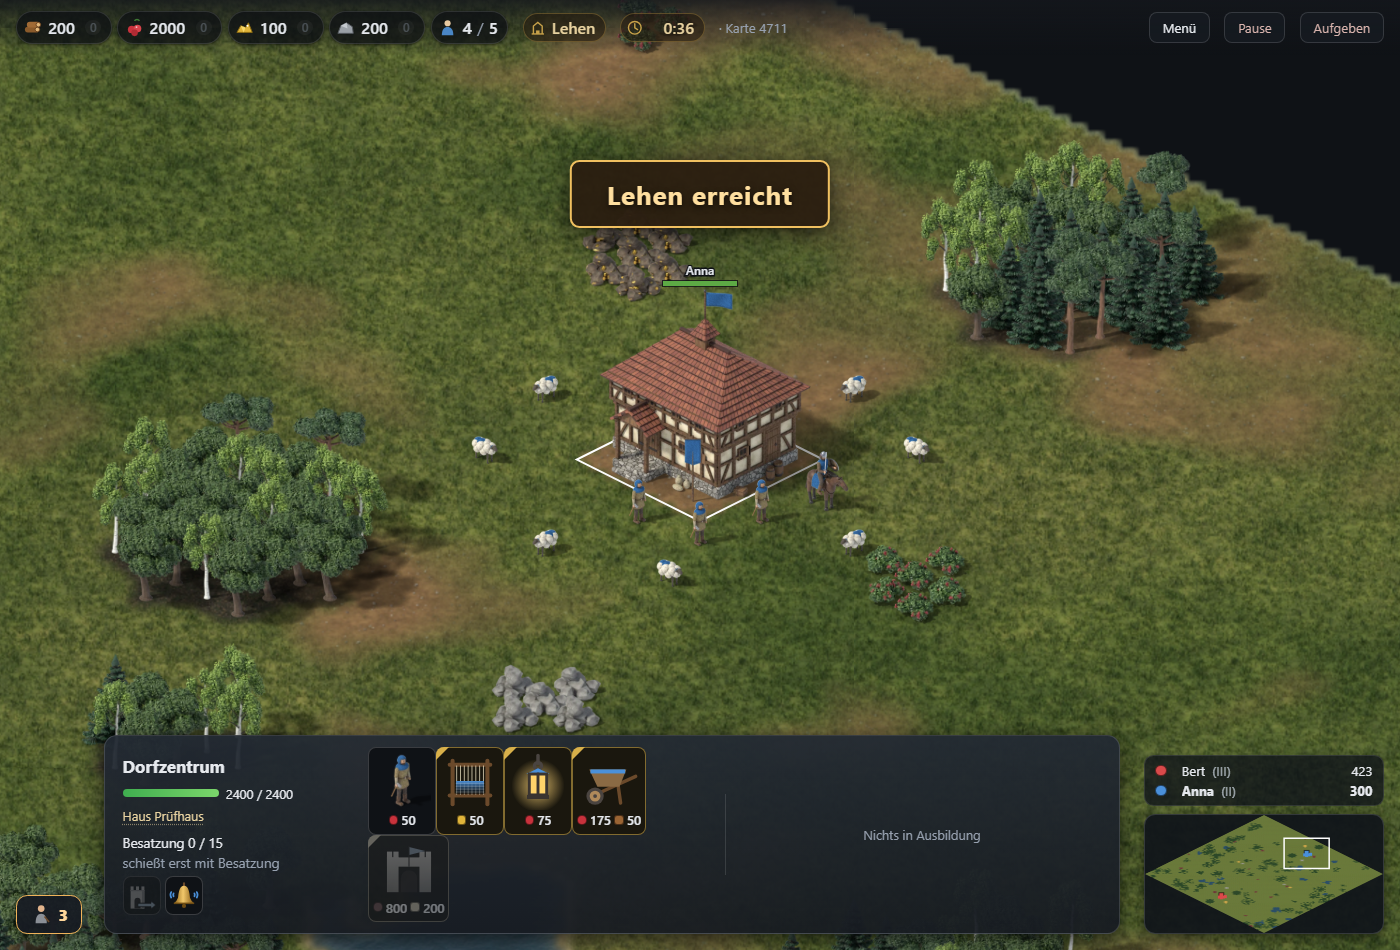 200 0 2000 0 100 0 200 0 4 / 5 Lehen 0:36 · Karte 4711 Menü Pause Aufgeben
Lehen erreicht
Anna
Dorfzentrum
2400 / 2400
Haus Prüfhaus
Besatzung 0 / 15
schießt erst mit Besatzung
50 50 75 175 50
800 200
Nichts in Ausbildung
3
Bert (III) 423
Anna (II) 300